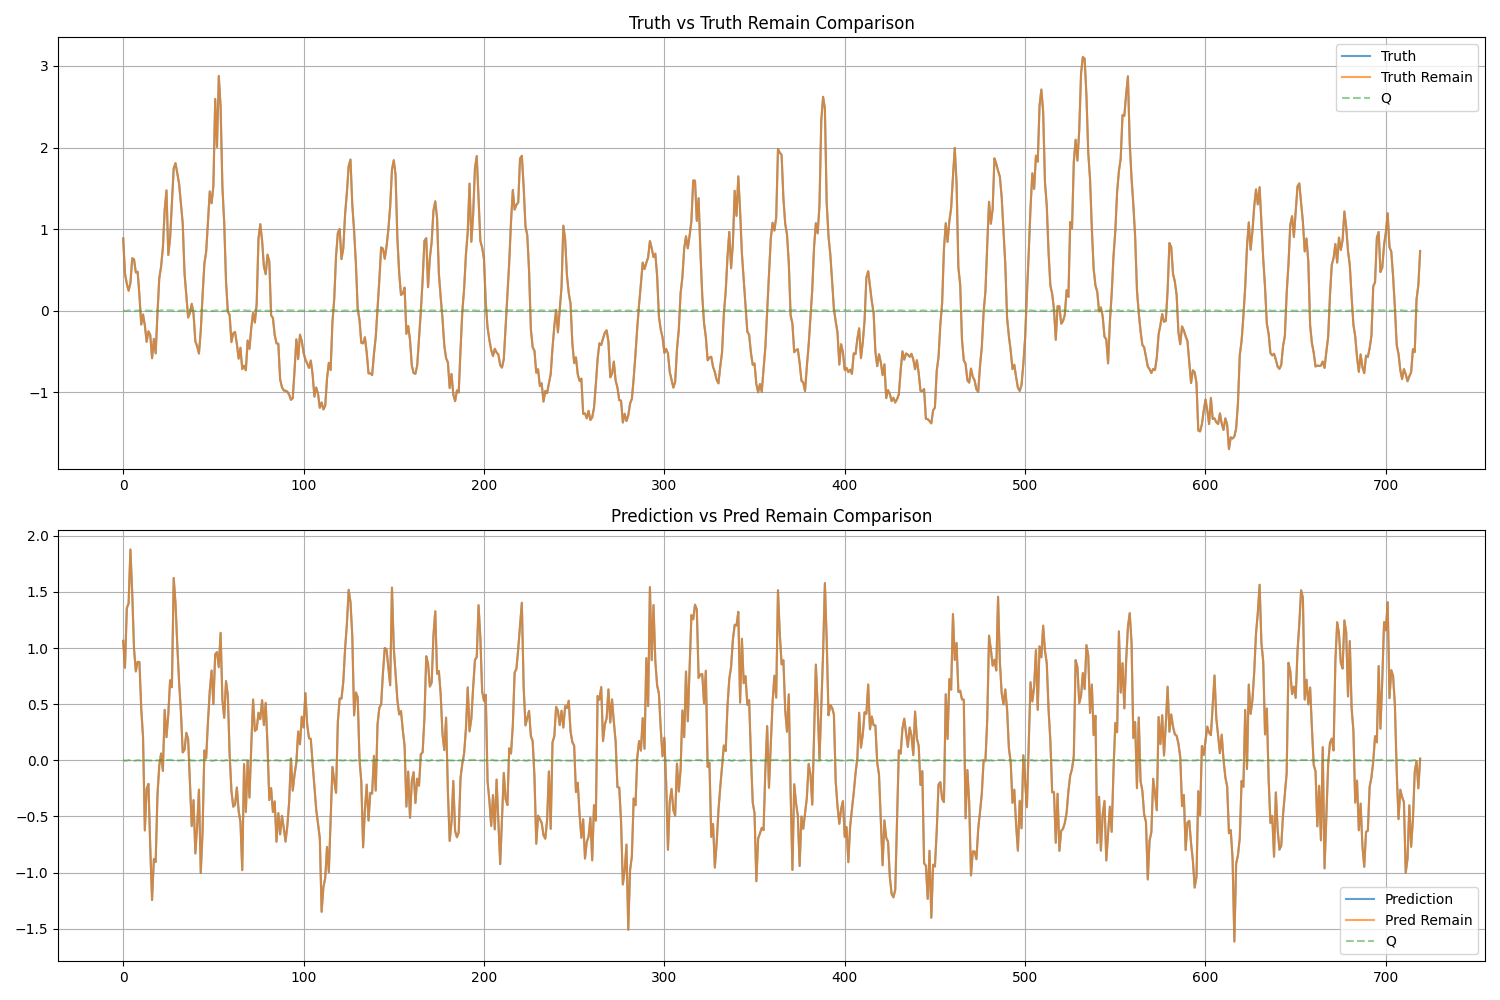 Truth vs Truth Remain Comparison
3
2
1
0
−1
Truth
Truth Remain
Q
0 100 200 300 400 500 600 700
Prediction vs Pred Remain Comparison
2.0
1.5
1.0
0.5
0.0
−0.5
−1.0
−1.5
Prediction
Pred Remain
Q
0 100 200 300 400 500 600 700